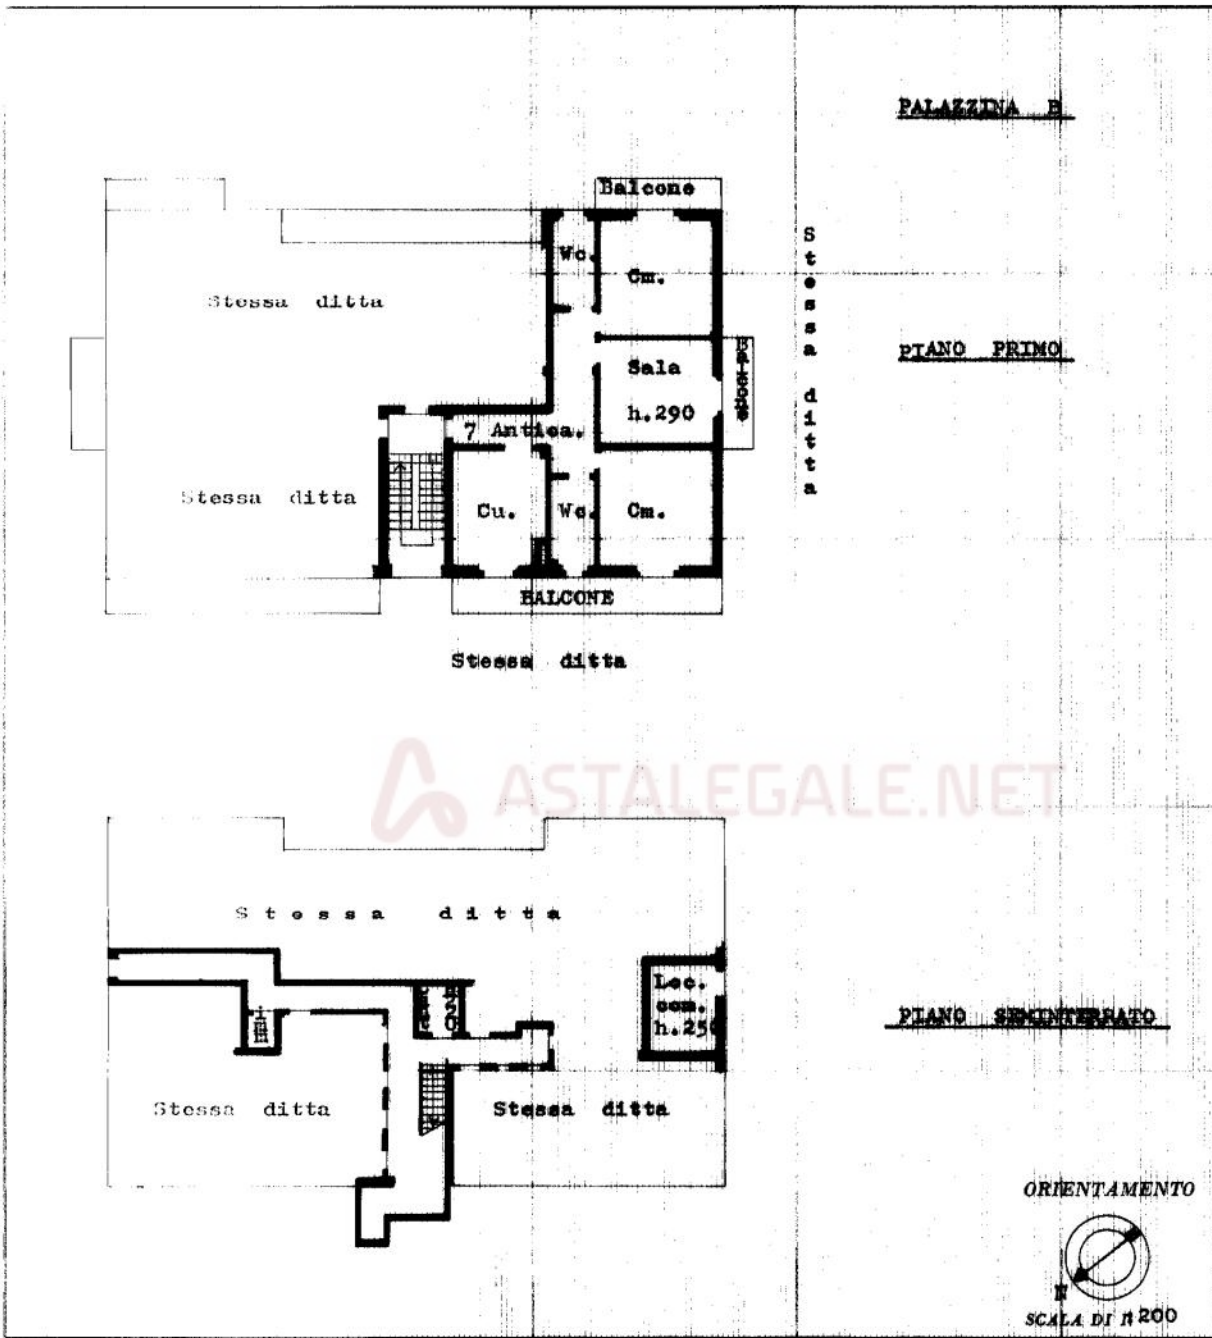 PALAZZINA B
Balcone
Wc.
Cm.
Stessa ditta
Stessa ditta
PIANO PRIMO
Sala
h.290
Balcone
7 Antica.
Stessa ditta
Cu.
Wc.
Cm.
BALCONE
Stessa ditta
ASTALEGALE.NET
Stessa ditta
Loc.
com.
h.250
PIANO SEMINTERRATO
Stessa ditta
Stessa ditta
ORIENTAMENTO
N
SCALA DI 1:200